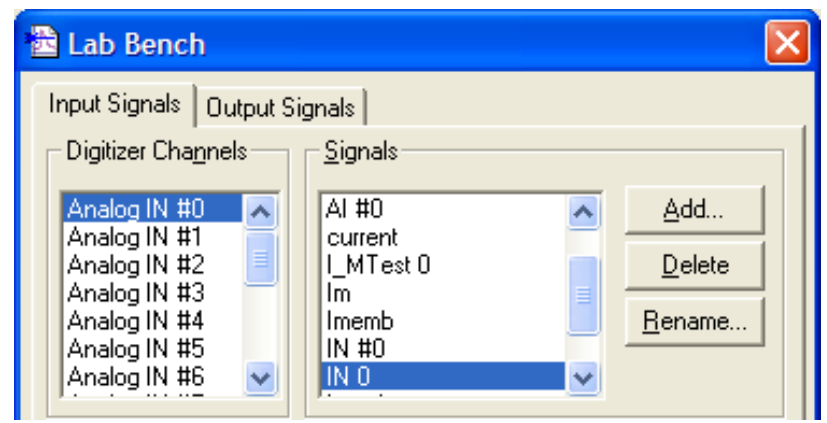 Lab Bench
Input Signals
Output Signals
Digitizer Channels
Analog IN #0
Analog IN #1
Analog IN #2
Analog IN #3
Analog IN #4
Analog IN #5
Analog IN #6
Signals
AI #0
current
I_MTest 0
Im
Imemb
IN #0
IN 0
Add...
Delete
Rename...